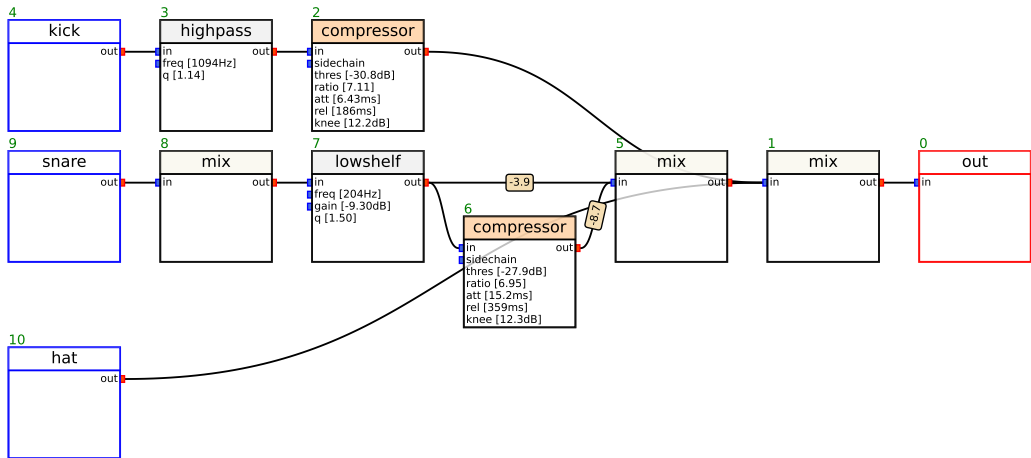 4
kick
out
3
highpass
in out
freq [1094Hz]
q [1.14]
2
compressor
in out
sidechain
thres [-30.8dB]
ratio [7.11]
att [6.43ms]
rel [186ms]
knee [12.2dB]
9
snare
out
8
mix
in out
7
lowshelf
in out
freq [204Hz]
gain [-9.30dB]
q [1.50]
-3.9
6
compressor
in out
sidechain
thres [-27.9dB]
ratio [6.95]
att [15.2ms]
rel [359ms]
knee [12.3dB]
-8.7
5
mix
in out
1
mix
in out
0
out
in
10
hat
out